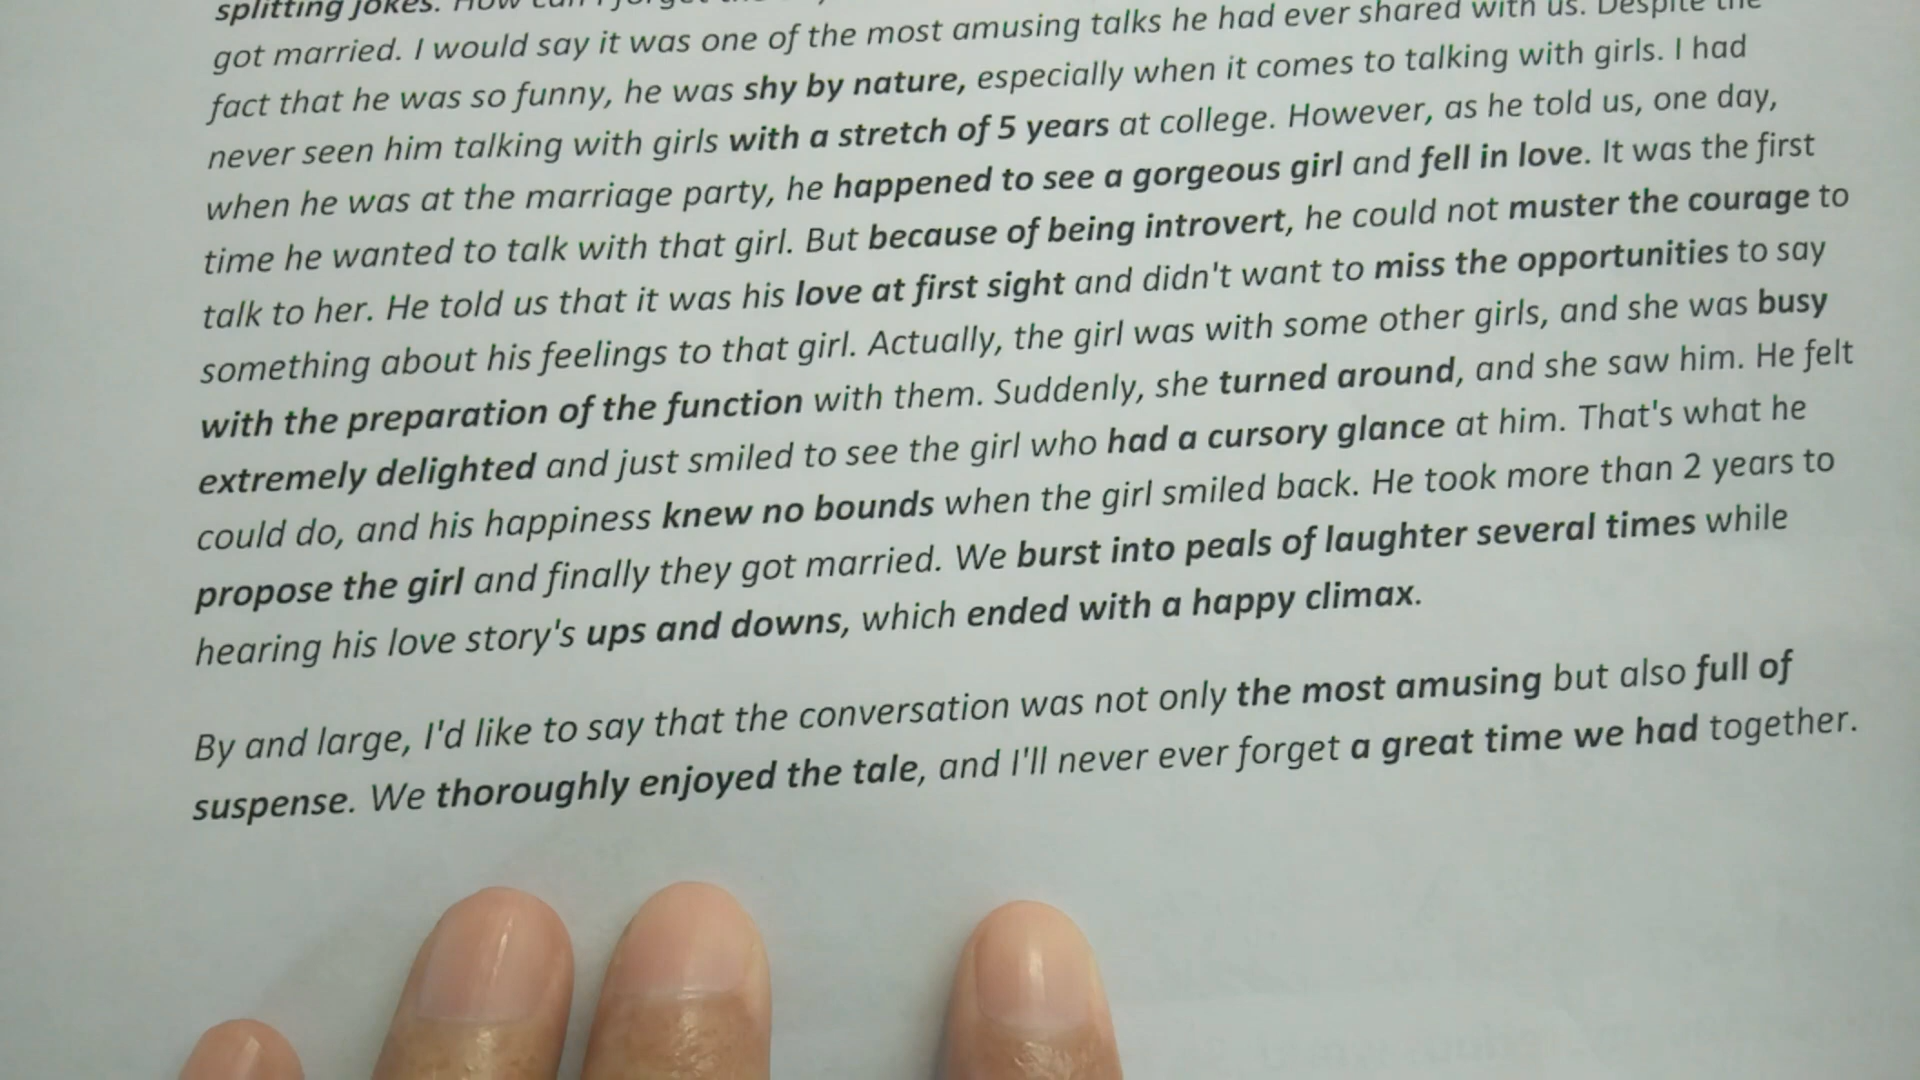 splitting jokes. How can I forget the
got married. I would say it was one of the most amusing talks he had ever shared with us. Despite the
fact that he was so funny, he was shy by nature, especially when it comes to talking with girls. I had
never seen him talking with girls with a stretch of 5 years at college. However, as he told us, one day,
when he was at the marriage party, he happened to see a gorgeous girl and fell in love. It was the first
time he wanted to talk with that girl. But because of being introvert, he could not muster the courage to
talk to her. He told us that it was his love at first sight and didn't want to miss the opportunities to say
something about his feelings to that girl. Actually, the girl was with some other girls, and she was busy
with the preparation of the function with them. Suddenly, she turned around, and she saw him. He felt
extremely delighted and just smiled to see the girl who had a cursory glance at him. That's what he
could do, and his happiness knew no bounds when the girl smiled back. He took more than 2 years to
propose the girl and finally they got married. We burst into peals of laughter several times while
hearing his love story's ups and downs, which ended with a happy climax.
By and large, I'd like to say that the conversation was not only the most amusing but also full of
suspense. We thoroughly enjoyed the tale, and I'll never ever forget a great time we had together.